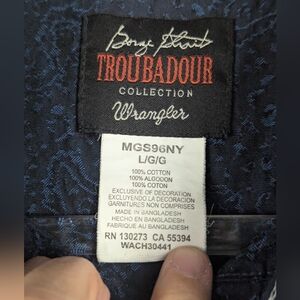 George Strait
TROUBADOUR
COLLECTION
Wrangler
MGS96NY
L/G/G
100% COTTON
100% ALGODON
100% COTON
EXCLUSIVE OF DECORATION
EXCLUYENDO LA DECORACION
GARNITURES NON COMPRISES
MADE IN BANGLADESH
HECHO EN BANGLADESH
FABRIQUE AU BANGLADESH
RN 130273 CA 55394
WACH30441